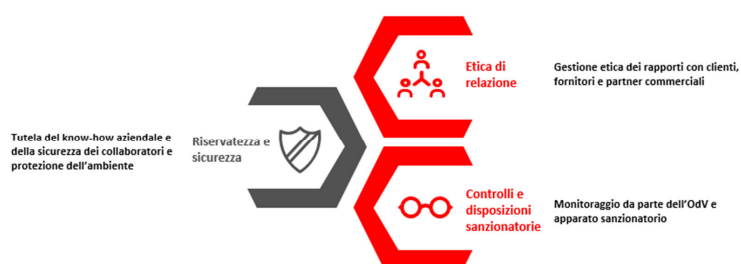 Etica di
relazione
Gestione etica dei rapporti con clienti,
fornitori e partner commerciali
Tutela del know-how aziendale e
della sicurezza dei collaboratori e
protezione dell'ambiente
Riservatezza e
sicurezza
Controlli e
disposizioni
sanzionatorie
Monitoraggio da parte dell'OdV e
apparato sanzionatorio